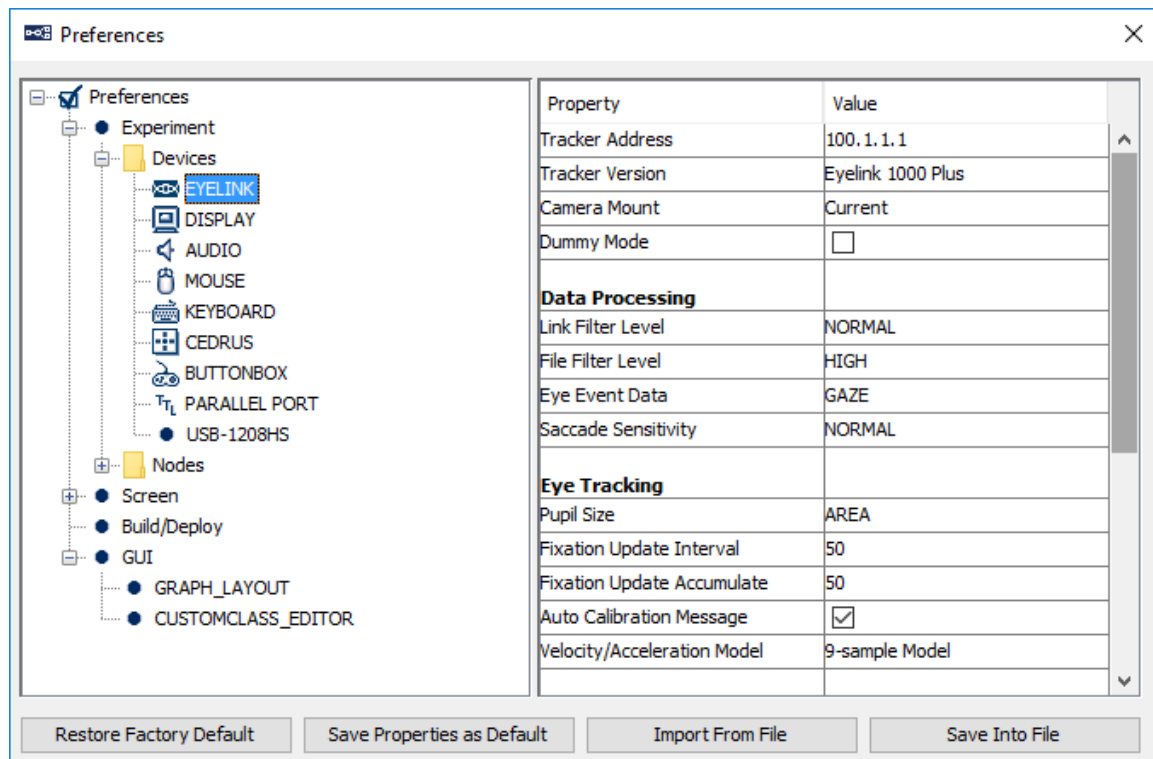 Preferences
Preferences
Experiment
Devices
EYELINK
DISPLAY
AUDIO
MOUSE
KEYBOARD
CEDRUS
BUTTONBOX
TTL PARALLEL PORT
USB-1208HS
Nodes
Screen
Build/Deploy
GUI
GRAPH_LAYOUT
CUSTOMCLASS_EDITOR
Property Value
Tracker Address 100.1.1.1
Tracker Version Eyelink 1000 Plus
Camera Mount Current
Dummy Mode
Data Processing
Link Filter Level NORMAL
File Filter Level HIGH
Eye Event Data GAZE
Saccade Sensitivity NORMAL
Eye Tracking
Pupil Size AREA
Fixation Update Interval 50
Fixation Update Accumulate 50
Auto Calibration Message
Velocity/Acceleration Model 9-sample Model
Restore Factory Default Save Properties as Default Import From File Save Into File